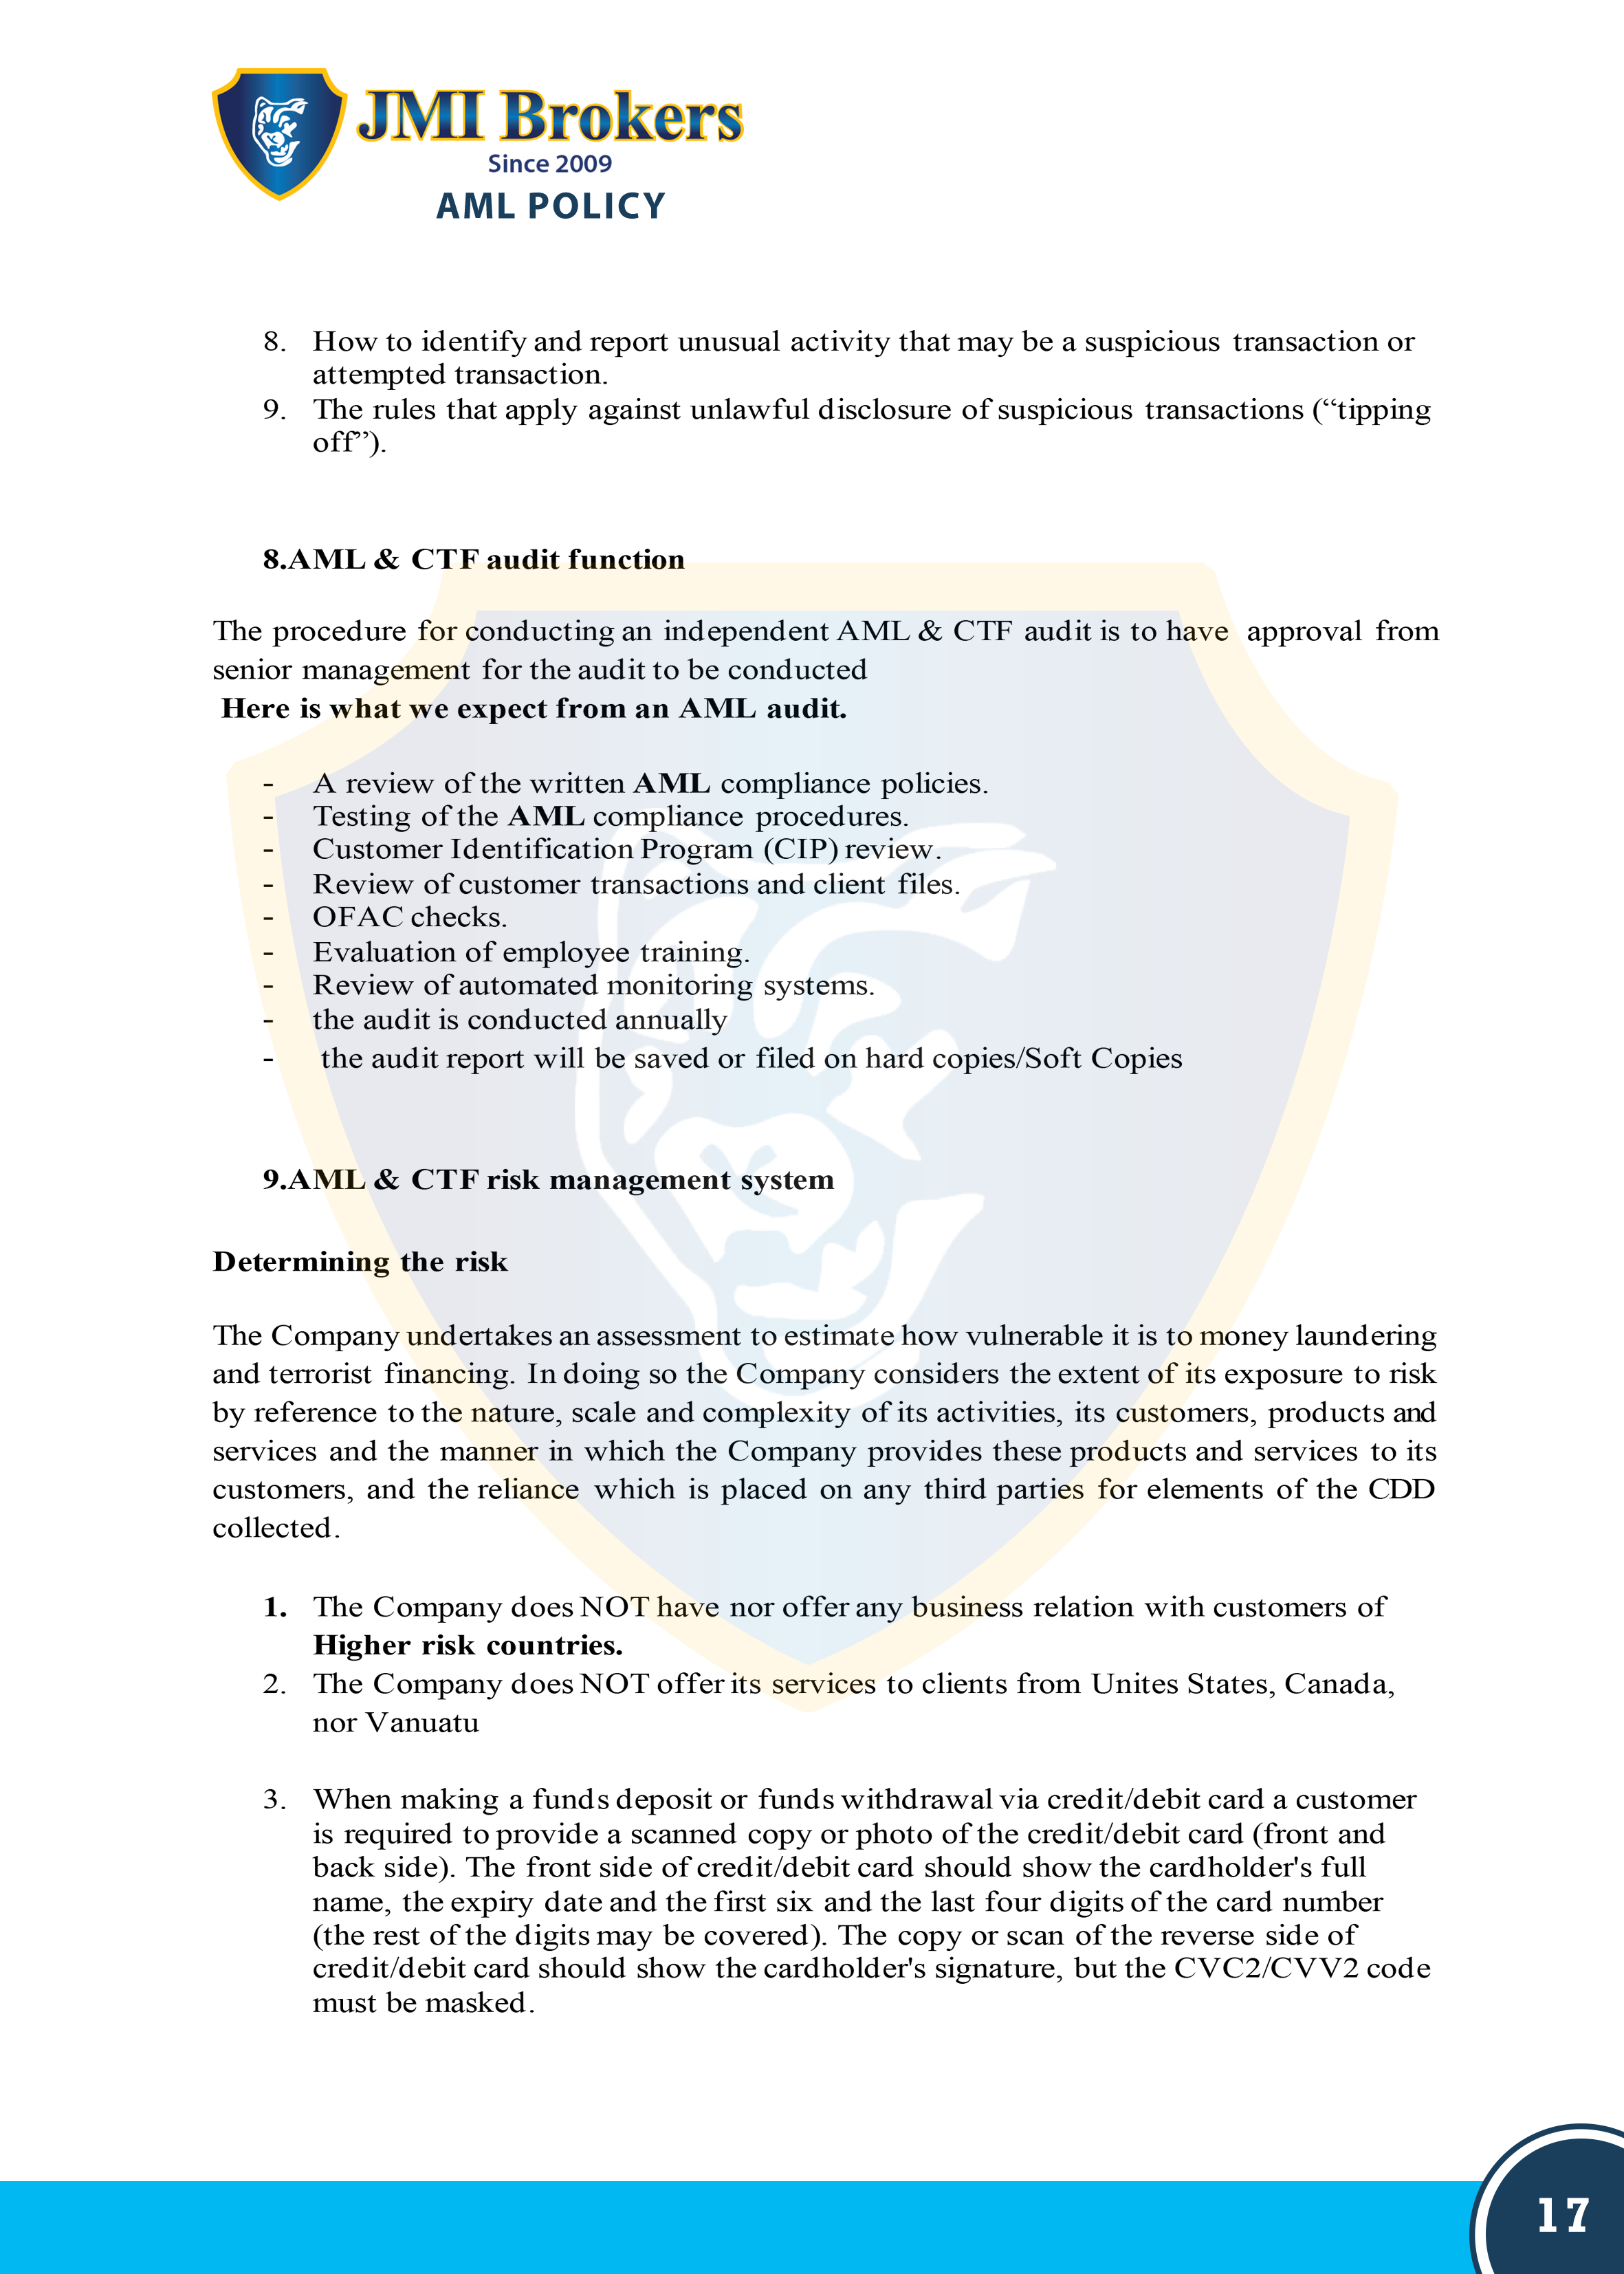 JMI Brokers
Since 2009
AML POLICY
8. How to identify and report unusual activity that may be a suspicious transaction or
attempted transaction.
9. The rules that apply against unlawful disclosure of suspicious transactions (“tipping
off”).
8.AML & CTF audit function
The procedure for conducting an independent AML & CTF audit is to have approval from
senior management for the audit to be conducted
Here is what we expect from an AML audit.
- A review of the written AML compliance policies.
- Testing of the AML compliance procedures.
- Customer Identification Program (CIP) review.
- Review of customer transactions and client files.
- OFAC checks.
- Evaluation of employee training.
- Review of automated monitoring systems.
- the audit is conducted annually
- the audit report will be saved or filed on hard copies/Soft Copies
9.AML & CTF risk management system
Determining the risk
The Company undertakes an assessment to estimate how vulnerable it is to money laundering
and terrorist financing. In doing so the Company considers the extent of its exposure to risk
by reference to the nature, scale and complexity of its activities, its customers, products and
services and the manner in which the Company provides these products and services to its
customers, and the reliance which is placed on any third parties for elements of the CDD
collected.
1. The Company does NOT have nor offer any business relation with customers of
Higher risk countries.
2. The Company does NOT offer its services to clients from Unites States, Canada,
nor Vanuatu
3. When making a funds deposit or funds withdrawal via credit/debit card a customer
is required to provide a scanned copy or photo of the credit/debit card (front and
back side). The front side of credit/debit card should show the cardholder's full
name, the expiry date and the first six and the last four digits of the card number
(the rest of the digits may be covered). The copy or scan of the reverse side of
credit/debit card should show the cardholder's signature, but the CVC2/CVV2 code
must be masked.
17